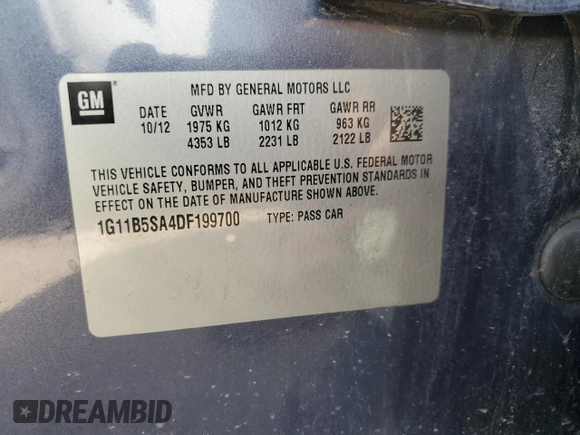 GM
MFD BY GENERAL MOTORS LLC
DATE GVWR GAWR FRT GAWR RR
10/12 1975 KG 1012 KG 963 KG
4353 LB 2231 LB 2122 LB
THIS VEHICLE CONFORMS TO ALL APPLICABLE U.S. FEDERAL MOTOR
VEHICLE SAFETY, BUMPER, AND THEFT PREVENTION STANDARDS IN
EFFECT ON THE DATE OF MANUFACTURE SHOWN ABOVE.
1G11B5SA4DF199700 TYPE: PASS CAR
DREAMBID